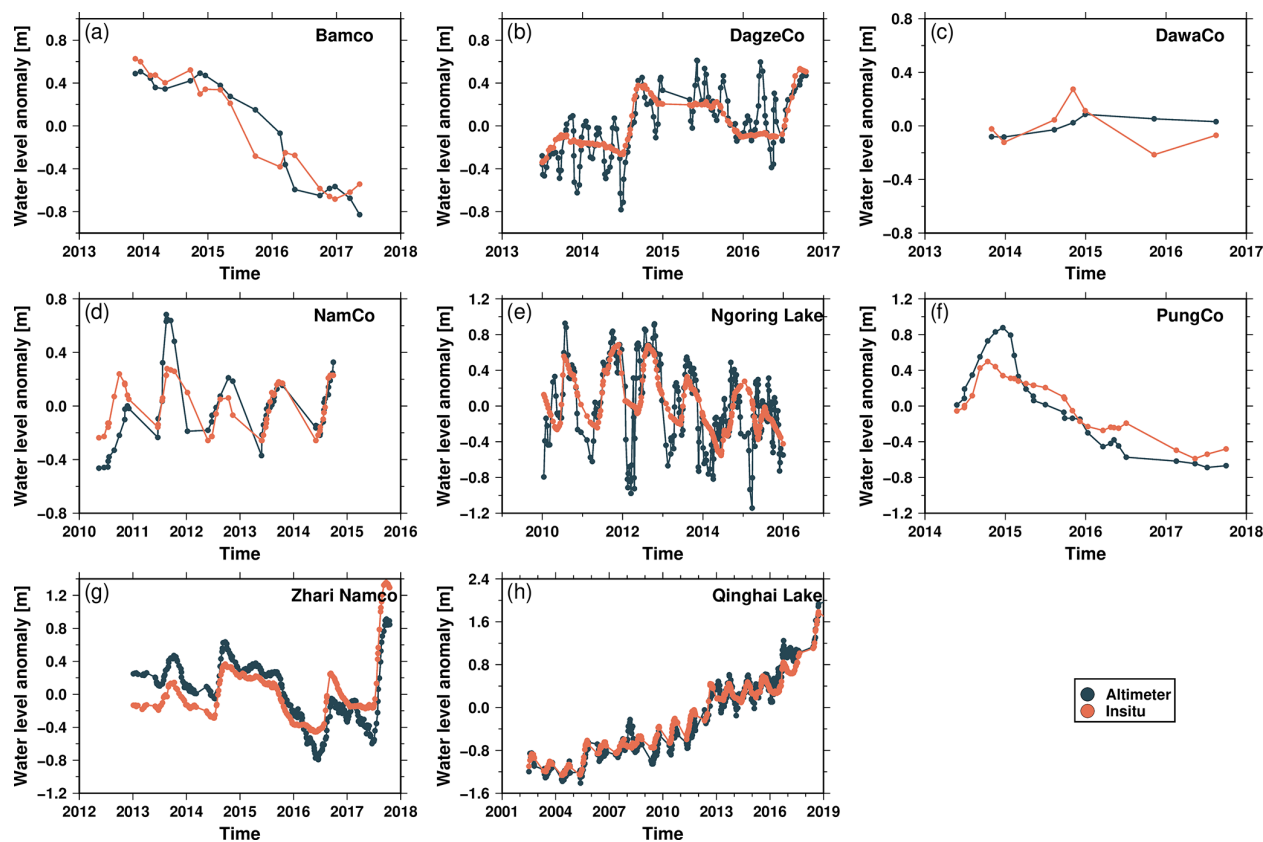 (a) Bamco
Water level anomaly [m]
0.8
0.4
0.0
−0.4
−0.8
2013 2014 2015 2016 2017 2018
Time
(b) DagzeCo
Water level anomaly [m]
0.8
0.4
0.0
−0.4
−0.8
2013 2014 2015 2016 2017
Time
(c) DawaCo
Water level anomaly [m]
0.8
0.4
0.0
−0.4
−0.8
2013 2014 2015 2016 2017
Time
(d) NamCo
Water level anomaly [m]
0.8
0.4
0.0
−0.4
−0.8
2010 2011 2012 2013 2014 2015 2016
Time
(e) Ngoring Lake
Water level anomaly [m]
1.2
0.8
0.4
0.0
−0.4
−0.8
−1.2
2010 2012 2014 2016
Time
(f) PungCo
Water level anomaly [m]
1.2
0.8
0.4
0.0
−0.4
−0.8
−1.2
2014 2015 2016 2017 2018
Time
(g) Zhari Namco
Water level anomaly [m]
1.2
0.8
0.4
0.0
−0.4
−0.8
−1.2
2012 2013 2014 2015 2016 2017 2018
Time
(h) Qinghai Lake
Water level anomaly [m]
2.4
1.6
0.8
0.0
−0.8
−1.6
2001 2004 2007 2010 2013 2016 2019
Time
Altimeter
Insitu